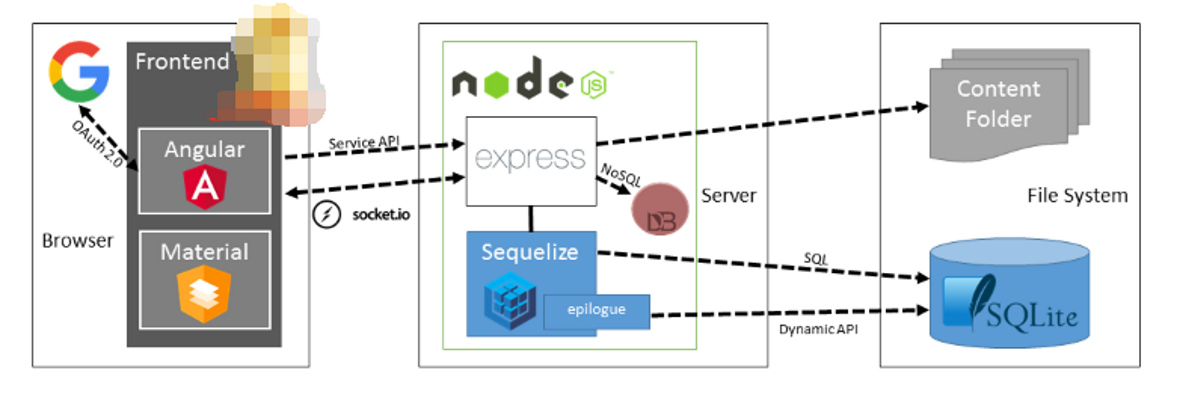 Frontend
OAuth 2.0
Angular
A
Browser
Material
Service API
socket.io
node
JS
express
NoSQL
DB
Server
Sequelize
epilogue
SQL
Dynamic API
Content
Folder
File System
SQLite